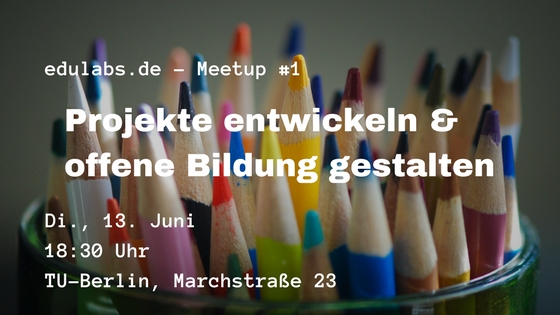 edulabs.de - Meetup #1
Projekte entwickeln &
offene Bildung gestalten
Di., 13. Juni
18:30 Uhr
TU-Berlin, Marchstraße 23